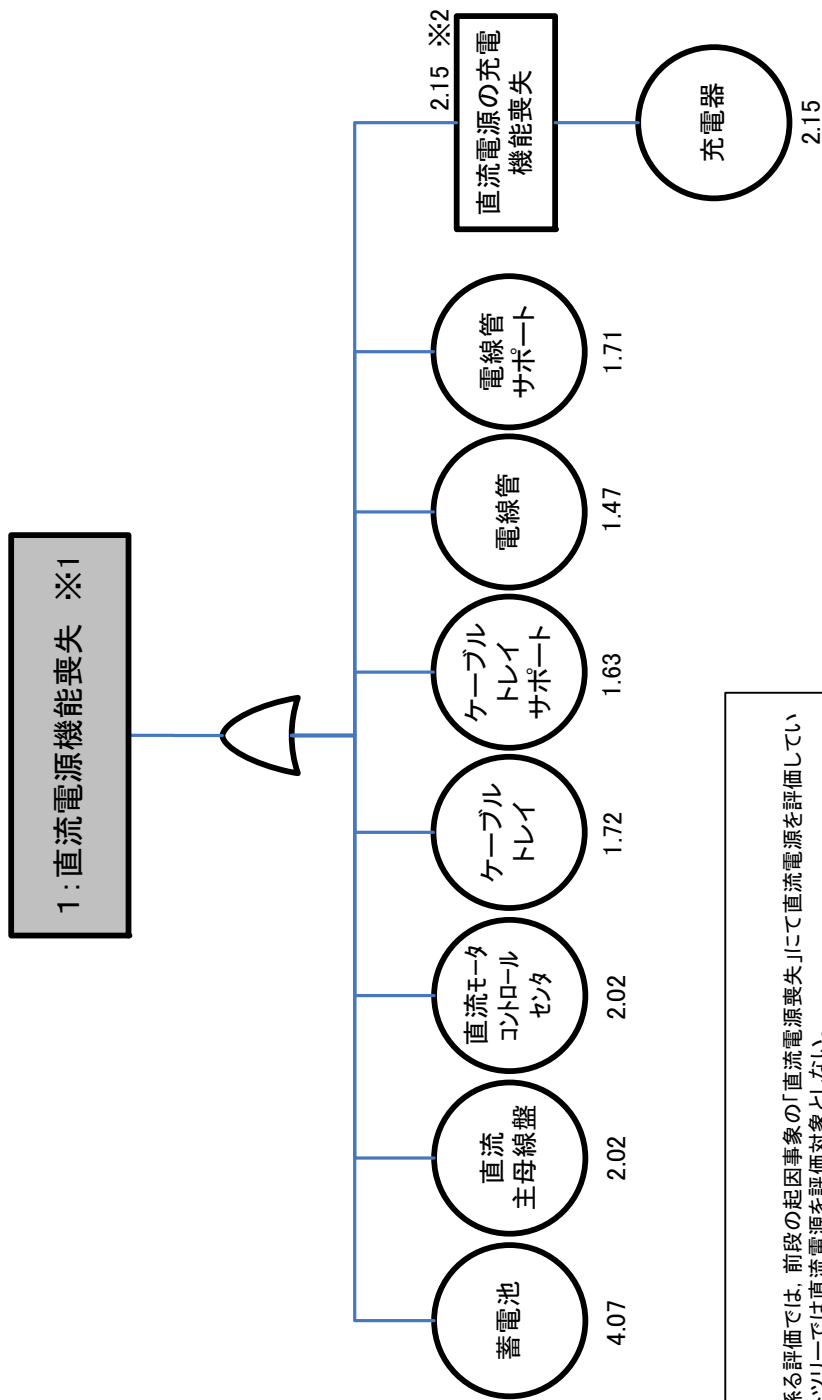 1:直流電源機能喪失 ※1
蓄電池
4.07
直流
主母線盤
2.02
直流モータ
コントロール
センタ
2.02
ケーブル
トレイ
1.72
ケーブル
トレイ
サポート
1.63
電線管
1.47
電線管
サポート
1.71
2.15 ※2
直流電源の充電
機能喪失
充電器
2.15
係る評価では,前段の起因事象の「直流電源喪失」にて直流電源を評価してい
ツリーでは直流電源を評価対象としない。